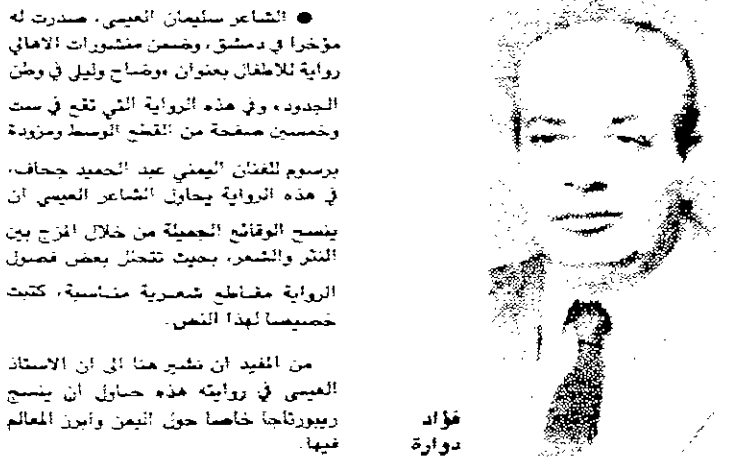 ● الشاعر سليمان العيسى، صدرت له
مؤخرا في دمشق، وضمن منشورات الاهالي
رواية للاطفال بعنوان «وضاح وليلى في وطن
الجدود» وفي هذه الرواية التي تقع في ست
وخمسين صفحة من القطع الوسط ومزودة
برسوم للفنان اليمني عبد الحميد جحاف،
في هذه الرواية يحاول الشاعر العيسى ان
ينسج الوقائع الجميلة من خلال المزج بين
النثر والشعر، بحيث تتخلل بعض فصول
الرواية مقاطع شعرية مناسبة، كتبت
خصيصا لهذا النص.
من المفيد ان نشير هنا الى ان الاستاذ
العيسى في روايته هذه حاول ان ينسج
ريبورتاجا خاصا حول اليمن وابرز المعالم
فيها.
فؤاد
دوارة